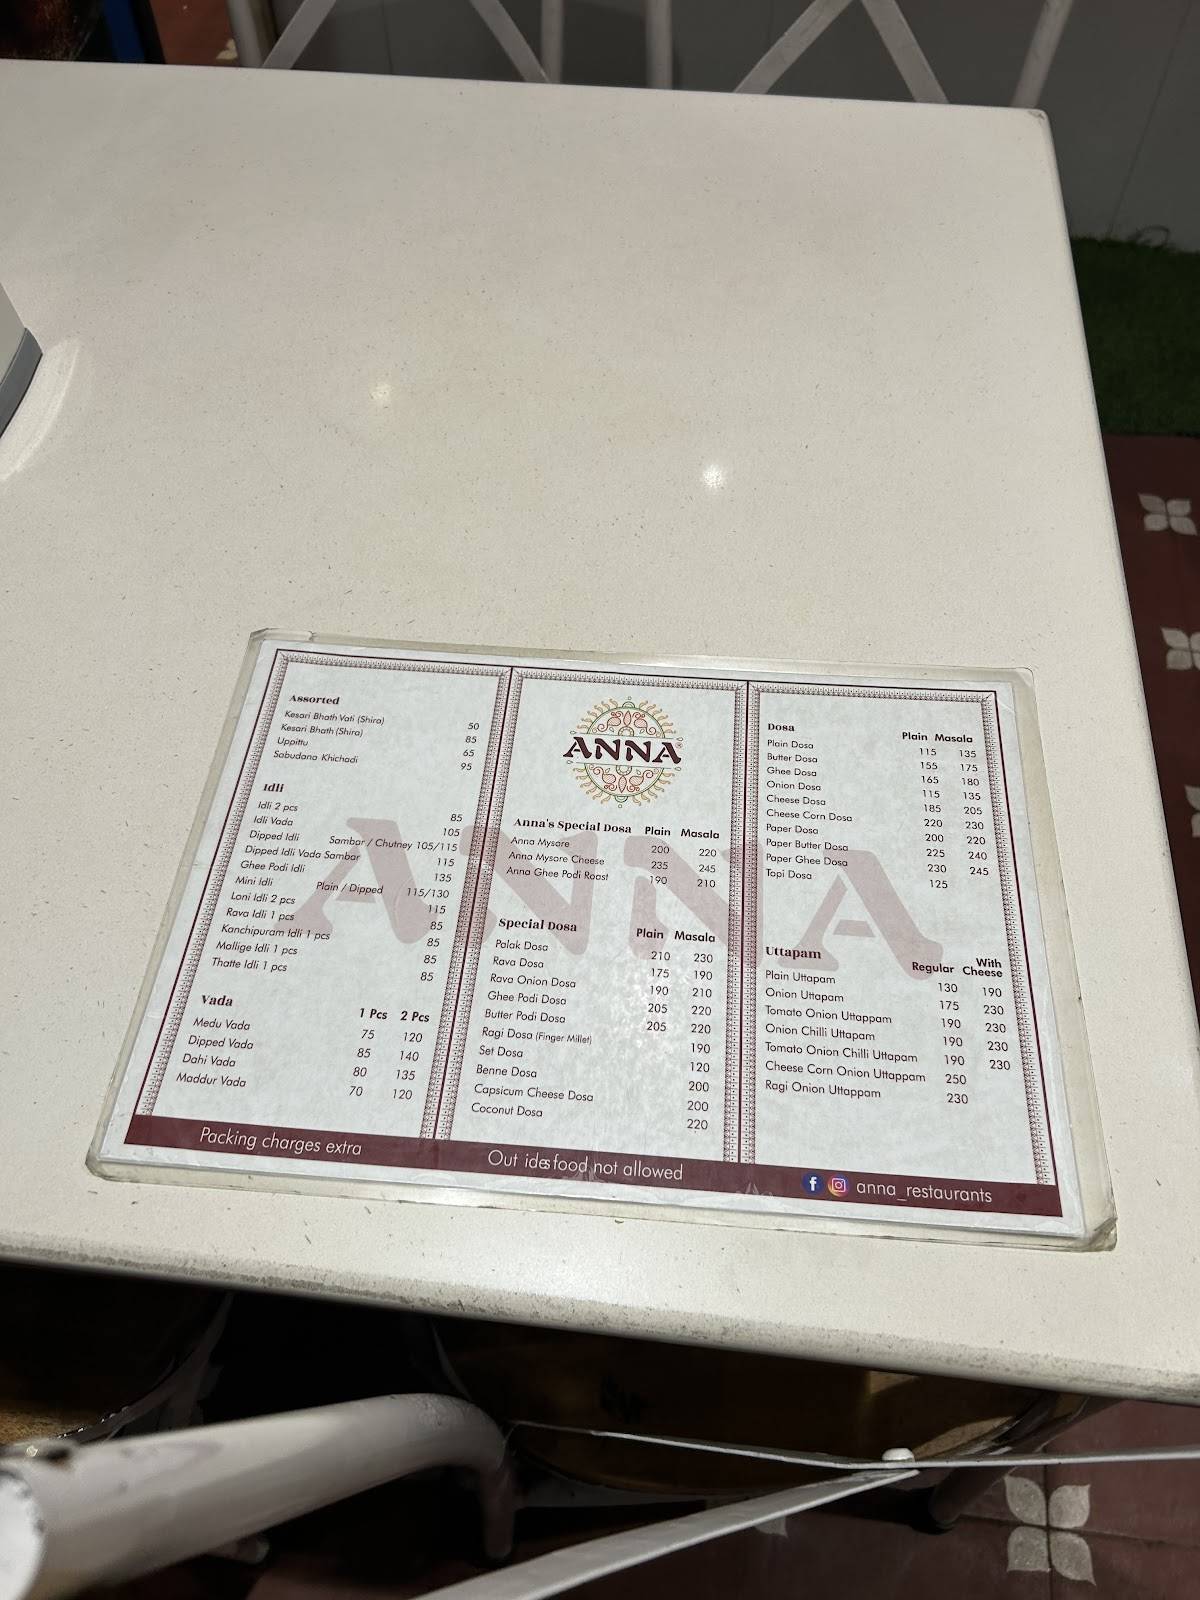 Assorted
Kesari Bhath Vati (Shira) 50
Kesari Bhath (Shira) 85
Uppittu 65
Sabudana Khichadi 95
Idli
Idli 2 pcs 85
Idli Vada 105
Dipped Idli Sambar / Chutney 105/115
Dipped Idli Vada Sambar 115
Ghee Podi Idli 135
Mini Idli Plain / Dipped 115/130
Loni Idli 2 pcs 115
Rava Idli 1 pcs 85
Kanchipuram Idli 1 pcs 85
Mallige Idli 1 pcs 85
Thatte Idli 1 pcs 85
Vada 1 Pcs 2 Pcs
Medu Vada 75 120
Dipped Vada 85 140
Dahi Vada 80 135
Maddur Vada 70 120
ANNA
Anna's Special Dosa Plain Masala
Anna Mysore 200 220
Anna Mysore Cheese 235 245
Anna Ghee Podi Roast 190 210
Special Dosa Plain Masala
Palak Dosa 210 230
Rava Dosa 175 190
Rava Onion Dosa 190 210
Ghee Podi Dosa 205 220
Butter Podi Dosa 205 220
Ragi Dosa (Finger Millet) 190
Set Dosa 120
Benne Dosa 200
Capsicum Cheese Dosa 200
Coconut Dosa 220
Dosa Plain Masala
Plain Dosa 115 135
Butter Dosa 155 175
Ghee Dosa 165 180
Onion Dosa 115 135
Cheese Dosa 185 205
Cheese Corn Dosa 220 230
Paper Dosa 200 220
Paper Butter Dosa 225 240
Paper Ghee Dosa 230 245
Topi Dosa 125
Uttapam Regular With Cheese
Plain Uttapam 130 190
Onion Uttapam 175 230
Tomato Onion Uttappam 190 230
Onion Chilli Uttapam 190 230
Tomato Onion Chilli Uttapam 190 230
Cheese Corn Onion Uttappam 250
Ragi Onion Uttappam 230
ANNA
Packing charges extra
Out ides food not allowed
anna_restaurants